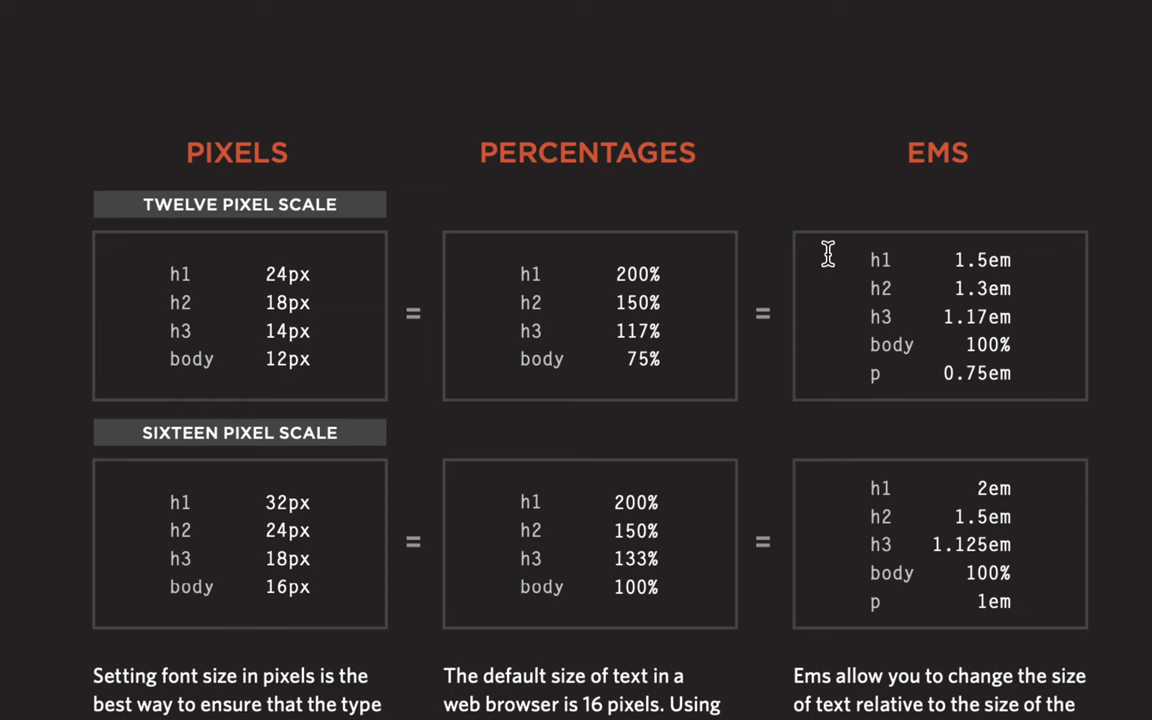 PIXELS PERCENTAGES EMS
TWELVE PIXEL SCALE
h1 24px
h2 18px
h3 14px
body 12px
=
h1 200%
h2 150%
h3 117%
body 75%
=
h1 1.5em
h2 1.3em
h3 1.17em
body 100%
p 0.75em
SIXTEEN PIXEL SCALE
h1 32px
h2 24px
h3 18px
body 16px
=
h1 200%
h2 150%
h3 133%
body 100%
=
h1 2em
h2 1.5em
h3 1.125em
body 100%
p 1em
Setting font size in pixels is the
best way to ensure that the type
The default size of text in a
web browser is 16 pixels. Using
Ems allow you to change the size
of text relative to the size of the